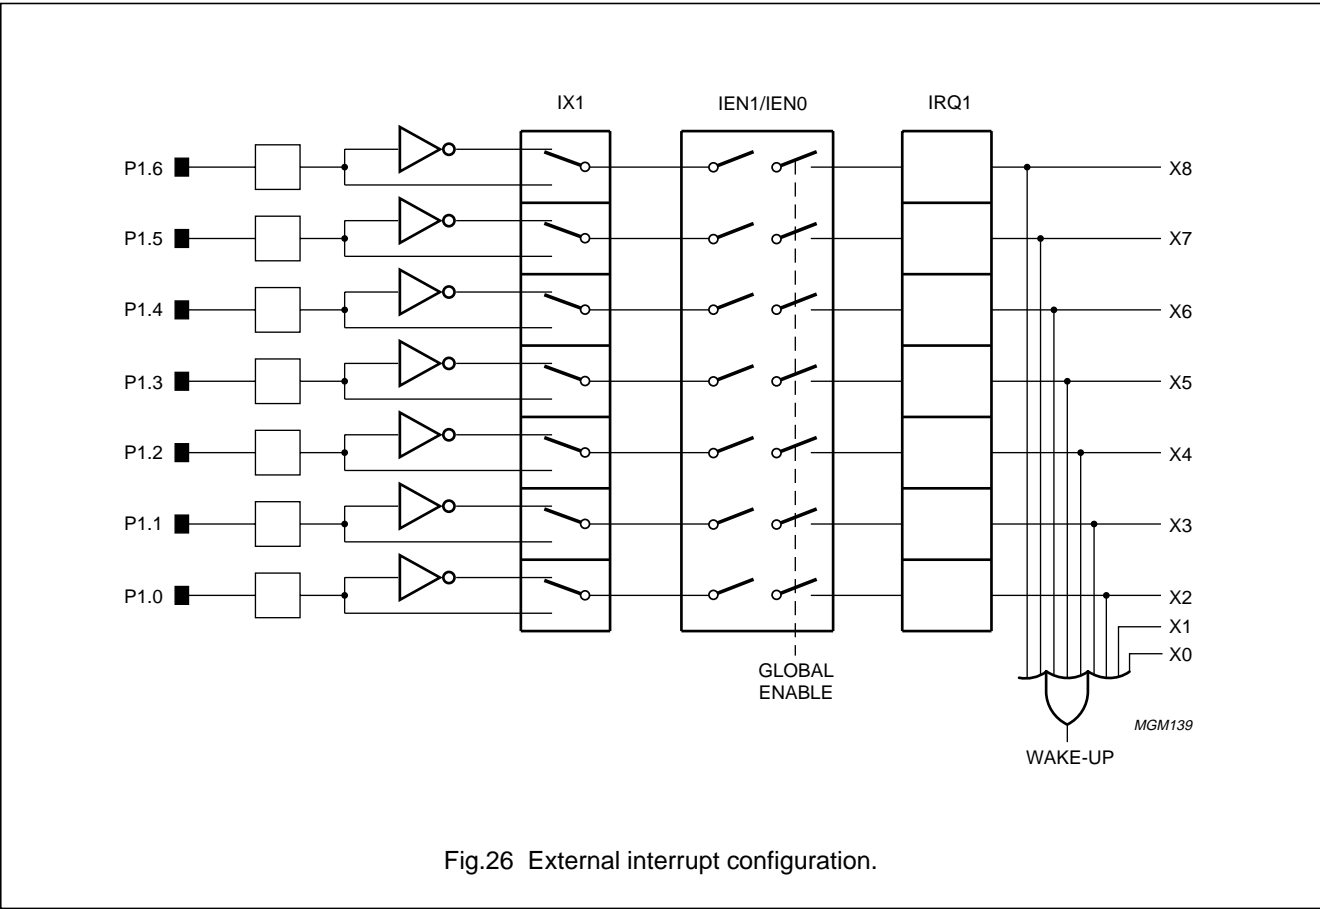 IX1 IEN1/IEN0 IRQ1
P1.6 X8
P1.5 X7
P1.4 X6
P1.3 X5
P1.2 X4
P1.1 X3
P1.0 X2
X1
X0
GLOBAL
ENABLE
MGM139
WAKE-UP
Fig.26 External interrupt configuration.